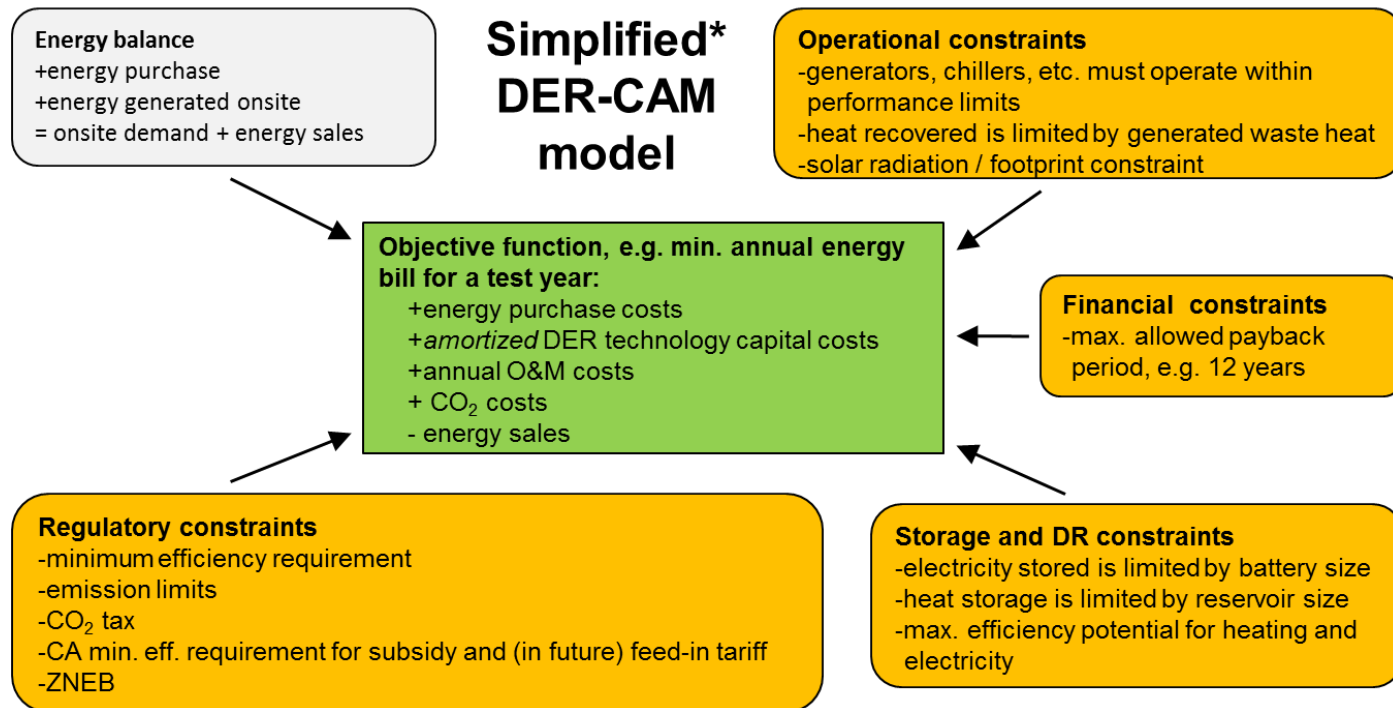 Simplified*
DER-CAM
model
Energy balance
+energy purchase
+energy generated onsite
= onsite demand + energy sales
Operational constraints
-generators, chillers, etc. must operate within
performance limits
-heat recovered is limited by generated waste heat
-solar radiation / footprint constraint
Objective function, e.g. min. annual energy
bill for a test year:
+energy purchase costs
+amortized DER technology capital costs
+annual O&M costs
+ CO₂ costs
- energy sales
Financial constraints
-max. allowed payback
period, e.g. 12 years
Regulatory constraints
-minimum efficiency requirement
-emission limits
-CO₂ tax
-CA min. eff. requirement for subsidy and (in future) feed-in tariff
-ZNEB
Storage and DR constraints
-electricity stored is limited by battery size
-heat storage is limited by reservoir size
-max. efficiency potential for heating and
electricity